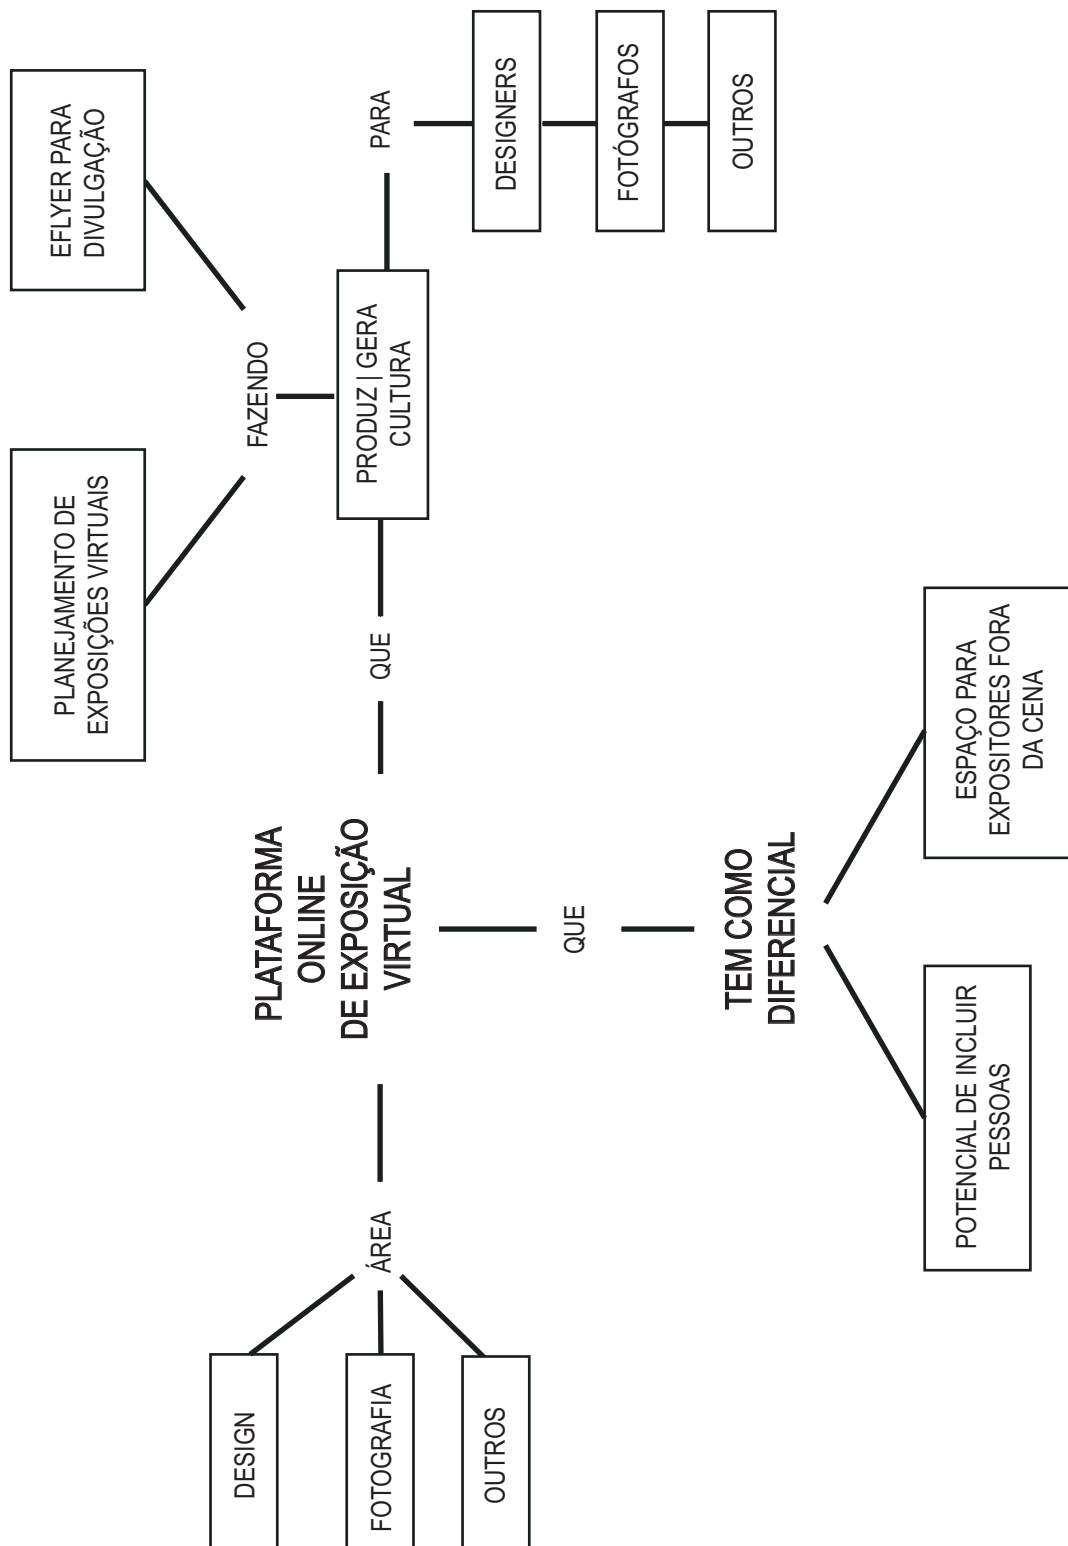 PLANEJAMENTO DE
EXPOSIÇÕES VIRTUAIS
EFLYER PARA
DIVULGAÇÃO
FAZENDO
DESIGN
FOTOGRAFIA
OUTROS
ÁREA
PLATAFORMA
ONLINE
DE EXPOSIÇÃO
VIRTUAL
QUE
PRODUZ | GERA
CULTURA
PARA
DESIGNERS
FOTÓGRAFOS
OUTROS
QUE
TEM COMO
DIFERENCIAL
POTENCIAL DE INCLUIR
PESSOAS
ESPAÇO PARA
EXPOSITORES FORA
DA CENA